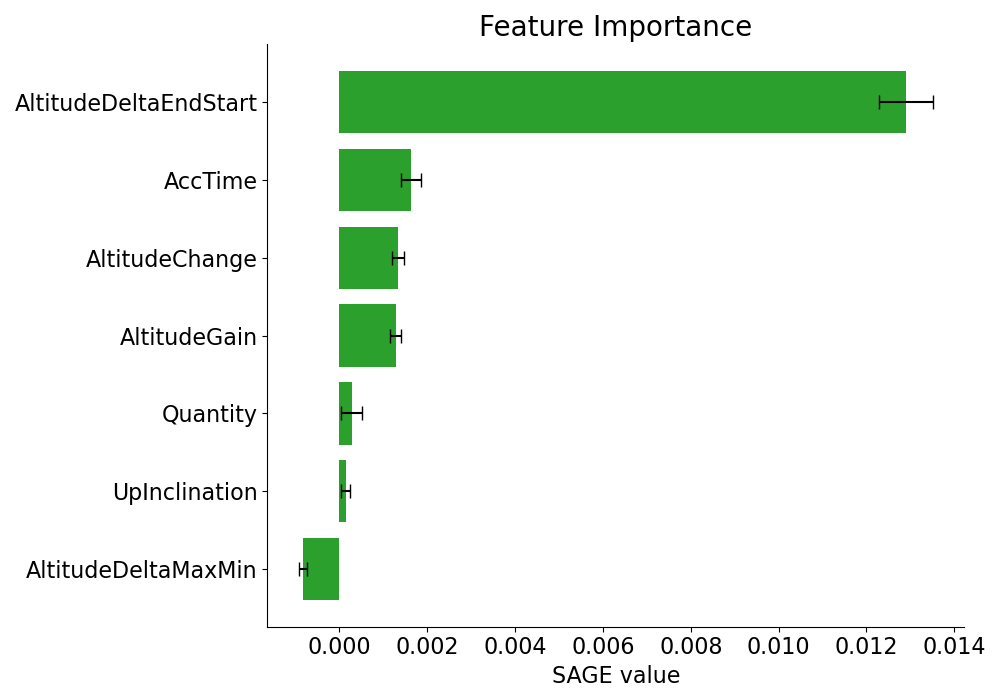 Feature Importance
AltitudeDeltaEndStart
AccTime
AltitudeChange
AltitudeGain
Quantity
UpInclination
AltitudeDeltaMaxMin
0.000 0.002 0.004 0.006 0.008 0.010 0.012 0.014
SAGE value